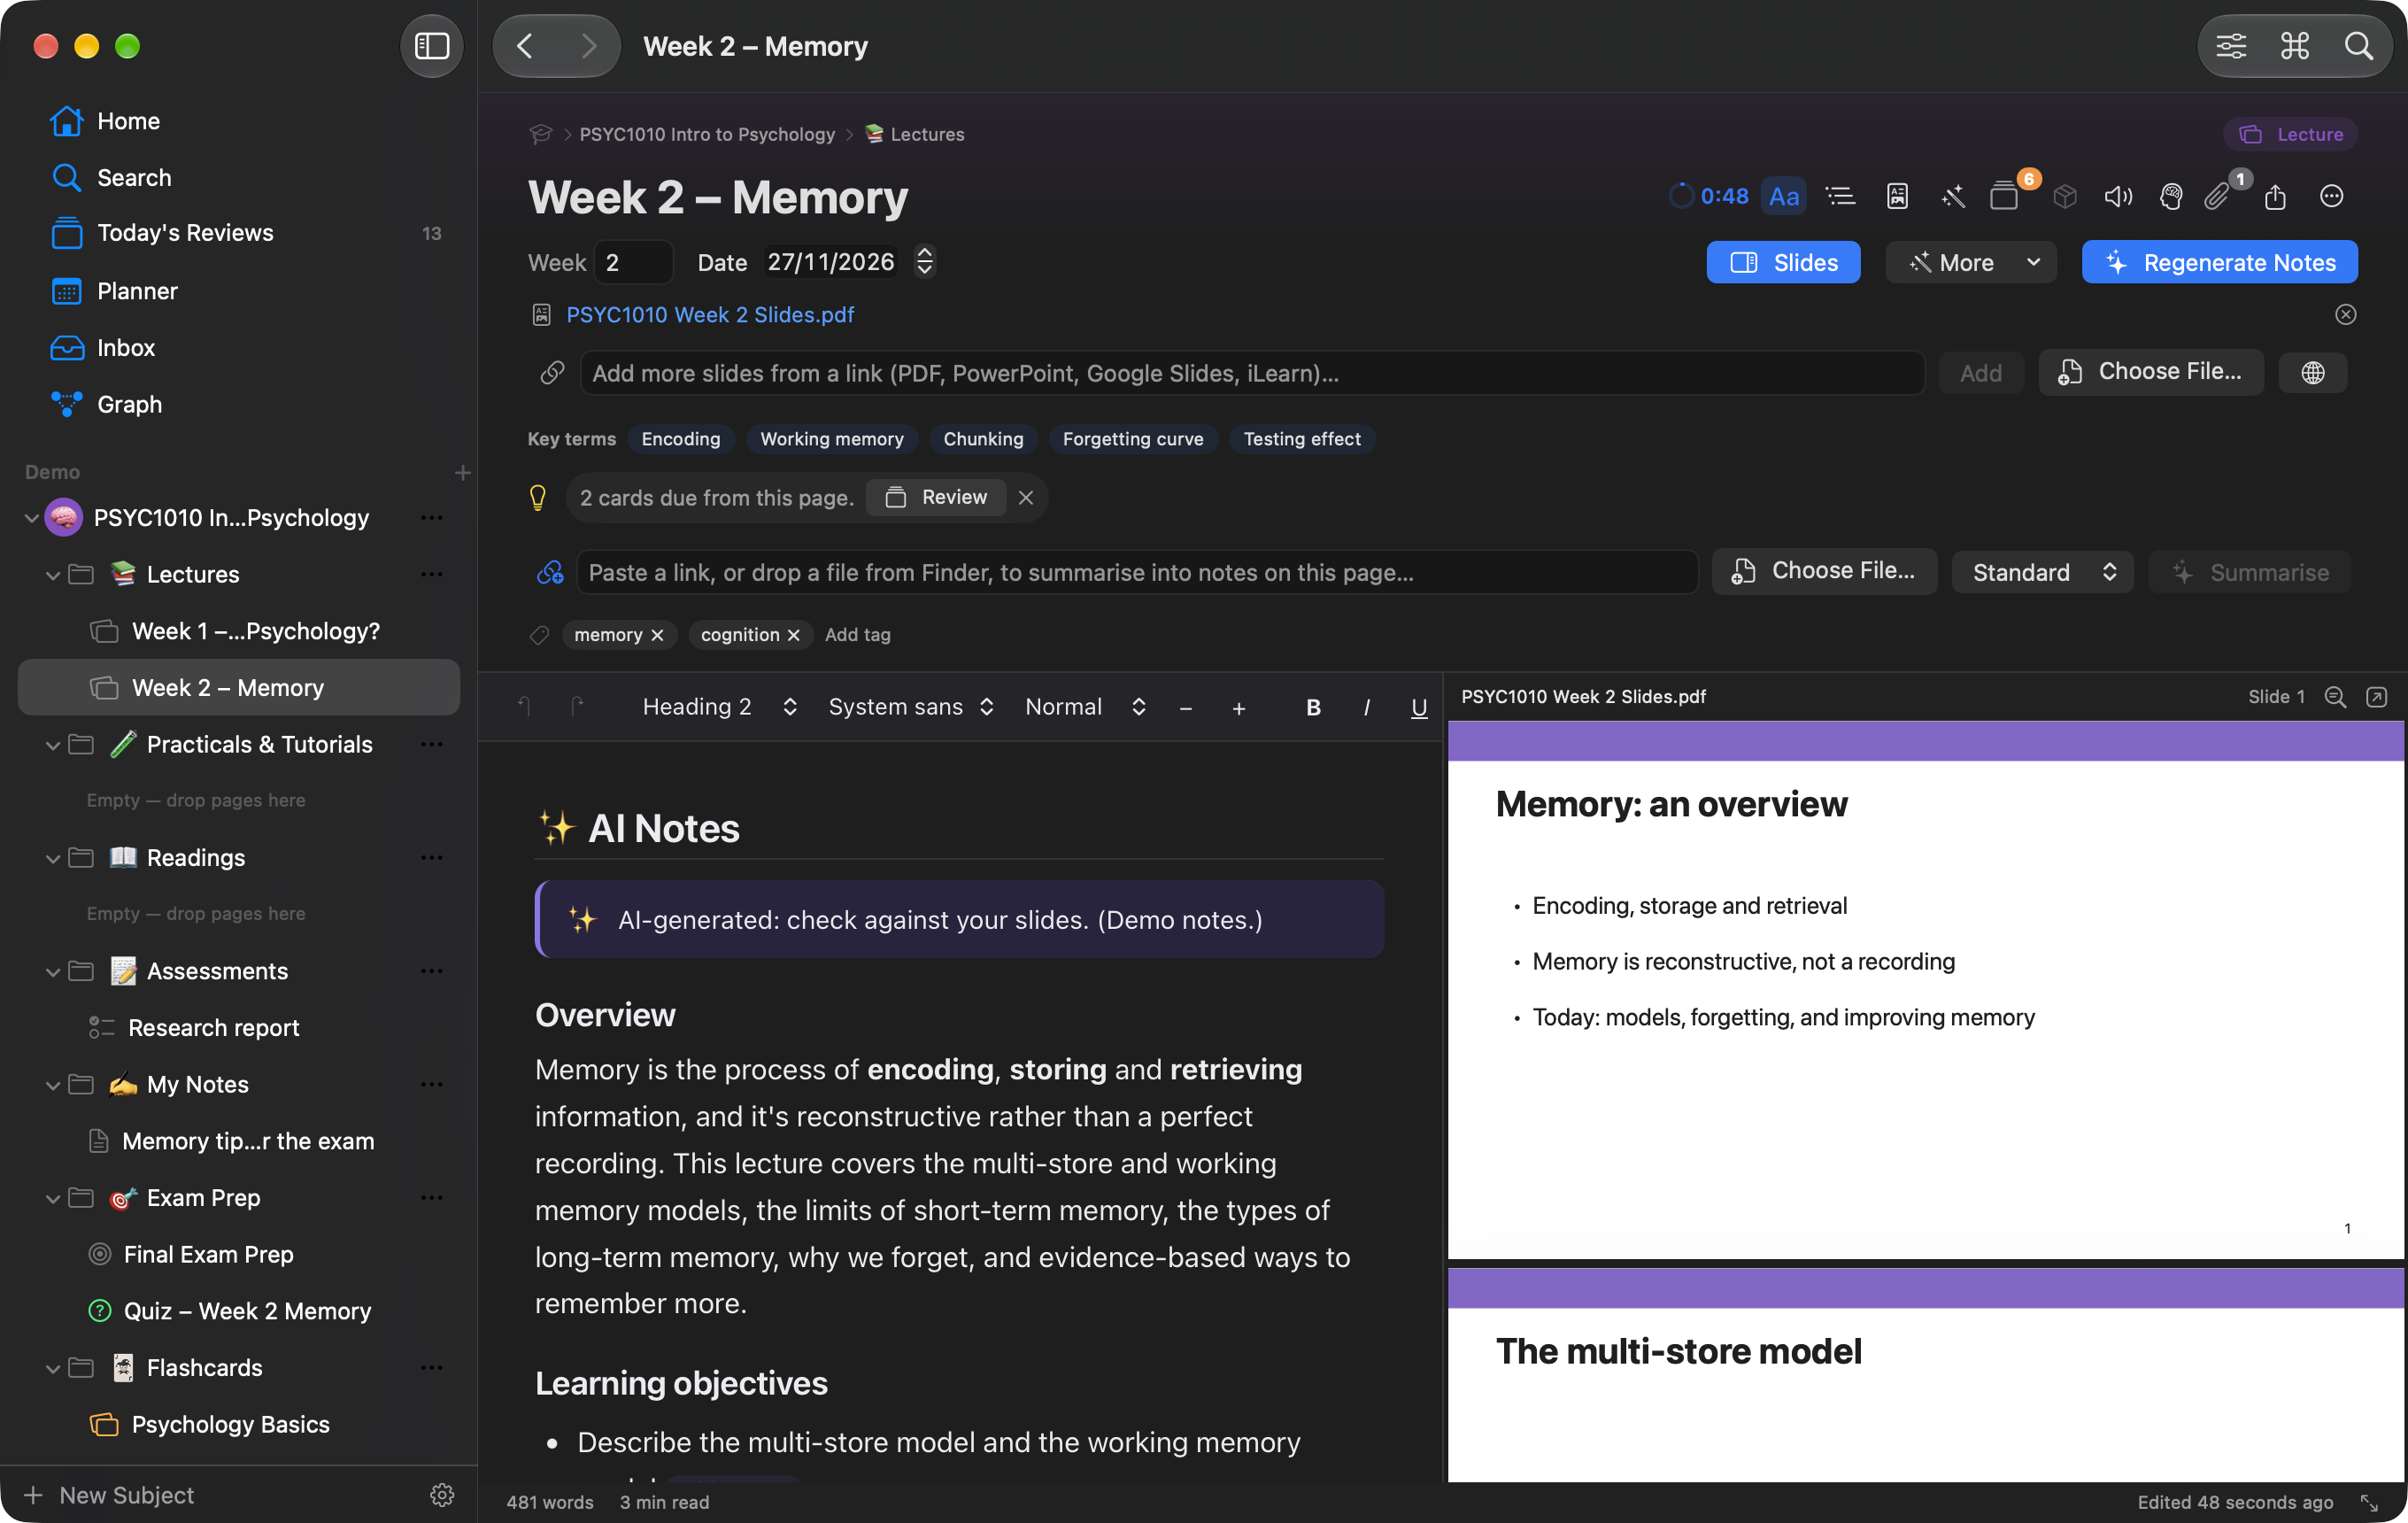 Week 2 – Memory
Home
Search
Today's Reviews 13
Planner
Inbox
Graph
Demo
PSYC1010 In...Psychology
Lectures
Week 1 –...Psychology?
Week 2 – Memory
Practicals & Tutorials
Empty — drop pages here
Readings
Empty — drop pages here
Assessments
Research report
My Notes
Memory tip...r the exam
Exam Prep
Final Exam Prep
Quiz – Week 2 Memory
Flashcards
Psychology Basics
New Subject
PSYC1010 Intro to Psychology > Lectures
Lecture
Week 2 – Memory
0:48 Aa 6 1
Week 2 Date 27/11/2026
Slides More Regenerate Notes
PSYC1010 Week 2 Slides.pdf
Add more slides from a link (PDF, PowerPoint, Google Slides, iLearn)... Add Choose File...
Key terms Encoding Working memory Chunking Forgetting curve Testing effect
2 cards due from this page. Review
Paste a link, or drop a file from Finder, to summarise into notes on this page... Choose File... Standard Summarise
memory cognition Add tag
Heading 2 System sans Normal – + B I U
AI Notes
AI-generated: check against your slides. (Demo notes.)
Overview
Memory is the process of encoding, storing and retrieving
information, and it's reconstructive rather than a perfect
recording. This lecture covers the multi-store and working
memory models, the limits of short-term memory, the types of
long-term memory, why we forget, and evidence-based ways to
remember more.
Learning objectives
• Describe the multi-store model and the working memory
481 words 3 min read
PSYC1010 Week 2 Slides.pdf Slide 1
Memory: an overview
• Encoding, storage and retrieval
• Memory is reconstructive, not a recording
• Today: models, forgetting, and improving memory
1
The multi-store model
Edited 48 seconds ago